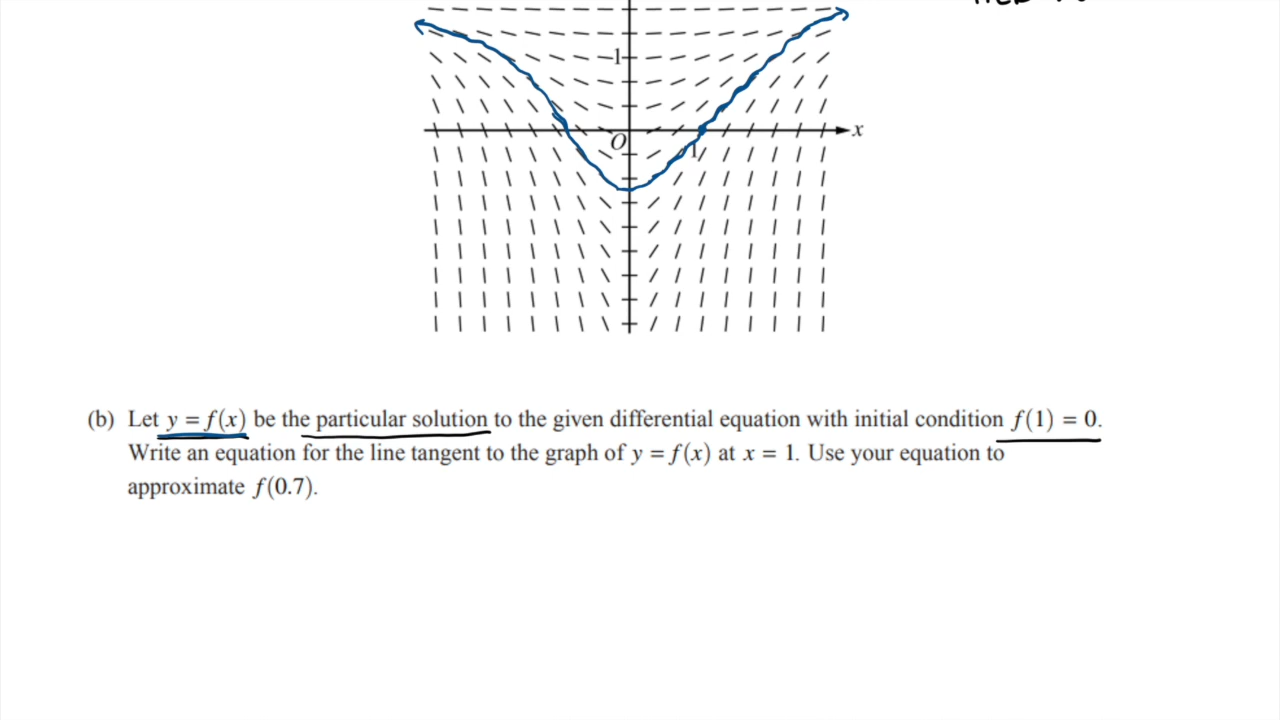 1
x
O
1
(b) Let y = f(x) be the particular solution to the given differential equation with initial condition f(1) = 0.
Write an equation for the line tangent to the graph of y = f(x) at x = 1. Use your equation to
approximate f(0.7).